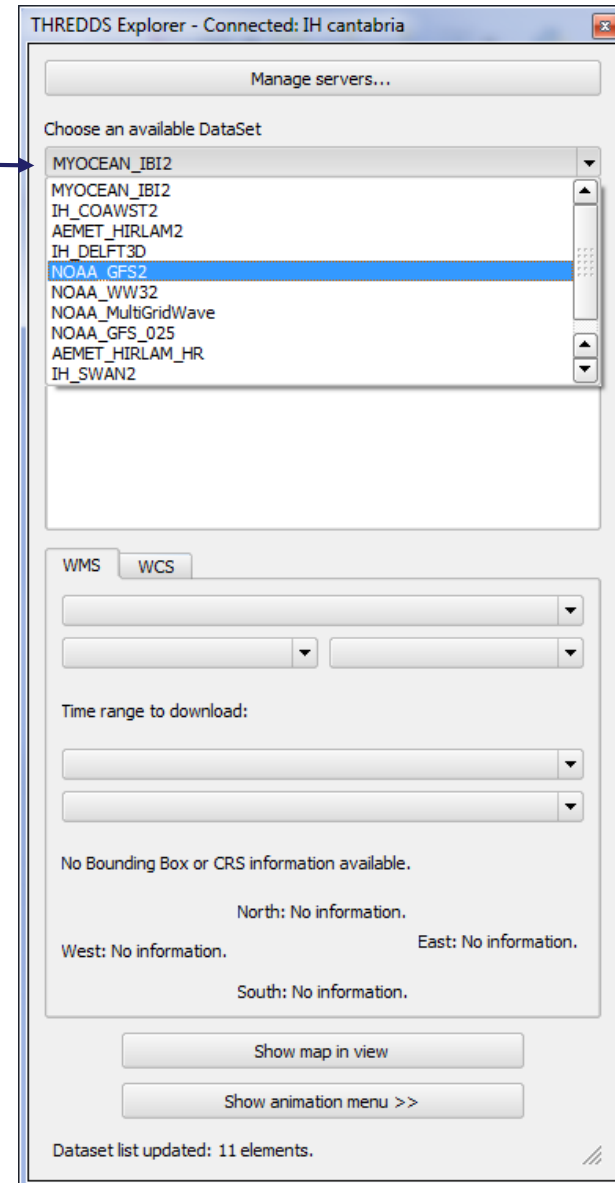 THREDDS Explorer - Connected: IH cantabria
Manage servers...
Choose an available DataSet
MYOCEAN_IBI2
MYOCEAN_IBI2
IH_COAWST2
AEMET_HIRLAM2
IH_DELFT3D
NOAA_GFS2
NOAA_WW32
NOAA_MultiGridWave
NOAA_GFS_025
AEMET_HIRLAM_HR
IH_SWAN2
WMS WCS
Time range to download:
No Bounding Box or CRS information available.
North: No information.
West: No information. East: No information.
South: No information.
Show map in view
Show animation menu >>
Dataset list updated: 11 elements.